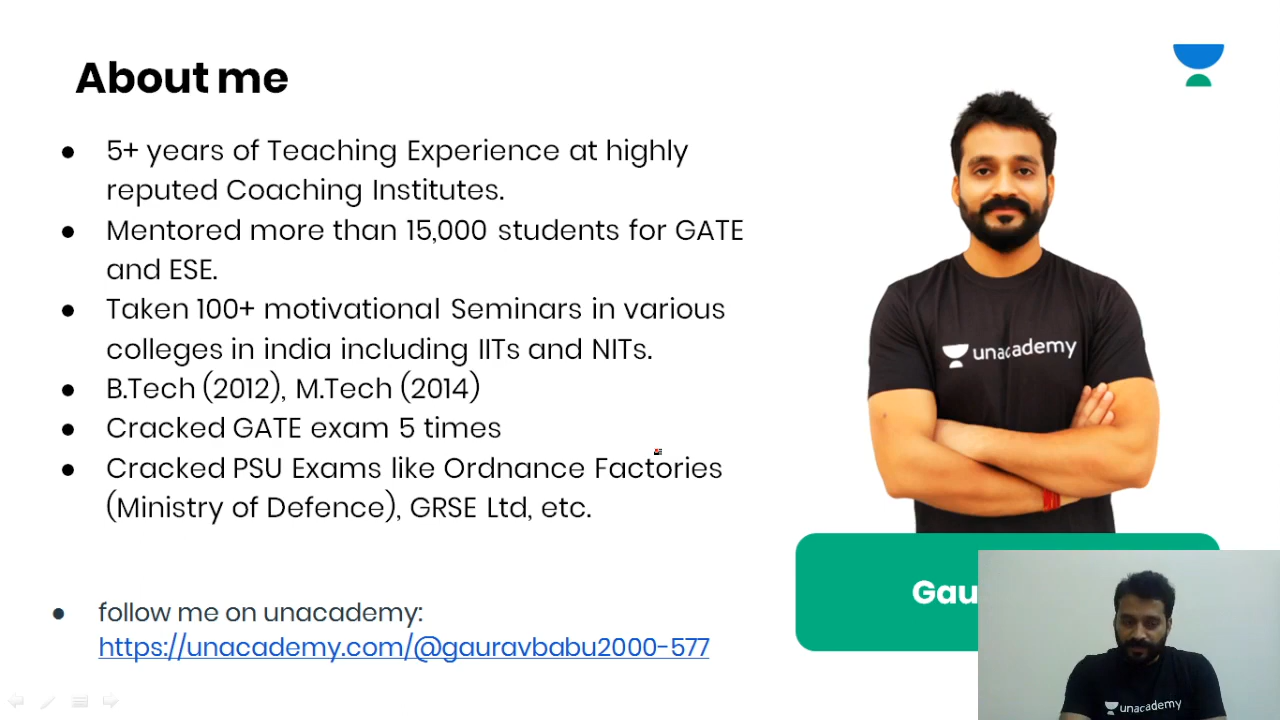 About me
● 5+ years of Teaching Experience at highly
reputed Coaching Institutes.
● Mentored more than 15,000 students for GATE
and ESE.
● Taken 100+ motivational Seminars in various
colleges in india including IITs and NITs.
● B.Tech (2012), M.Tech (2014)
● Cracked GATE exam 5 times
● Cracked PSU Exams like Ordnance Factories
(Ministry of Defence), GRSE Ltd, etc.
● follow me on unacademy:
https://unacademy.com/@gauravbabu2000-577
unacademy
Gau
unacademy